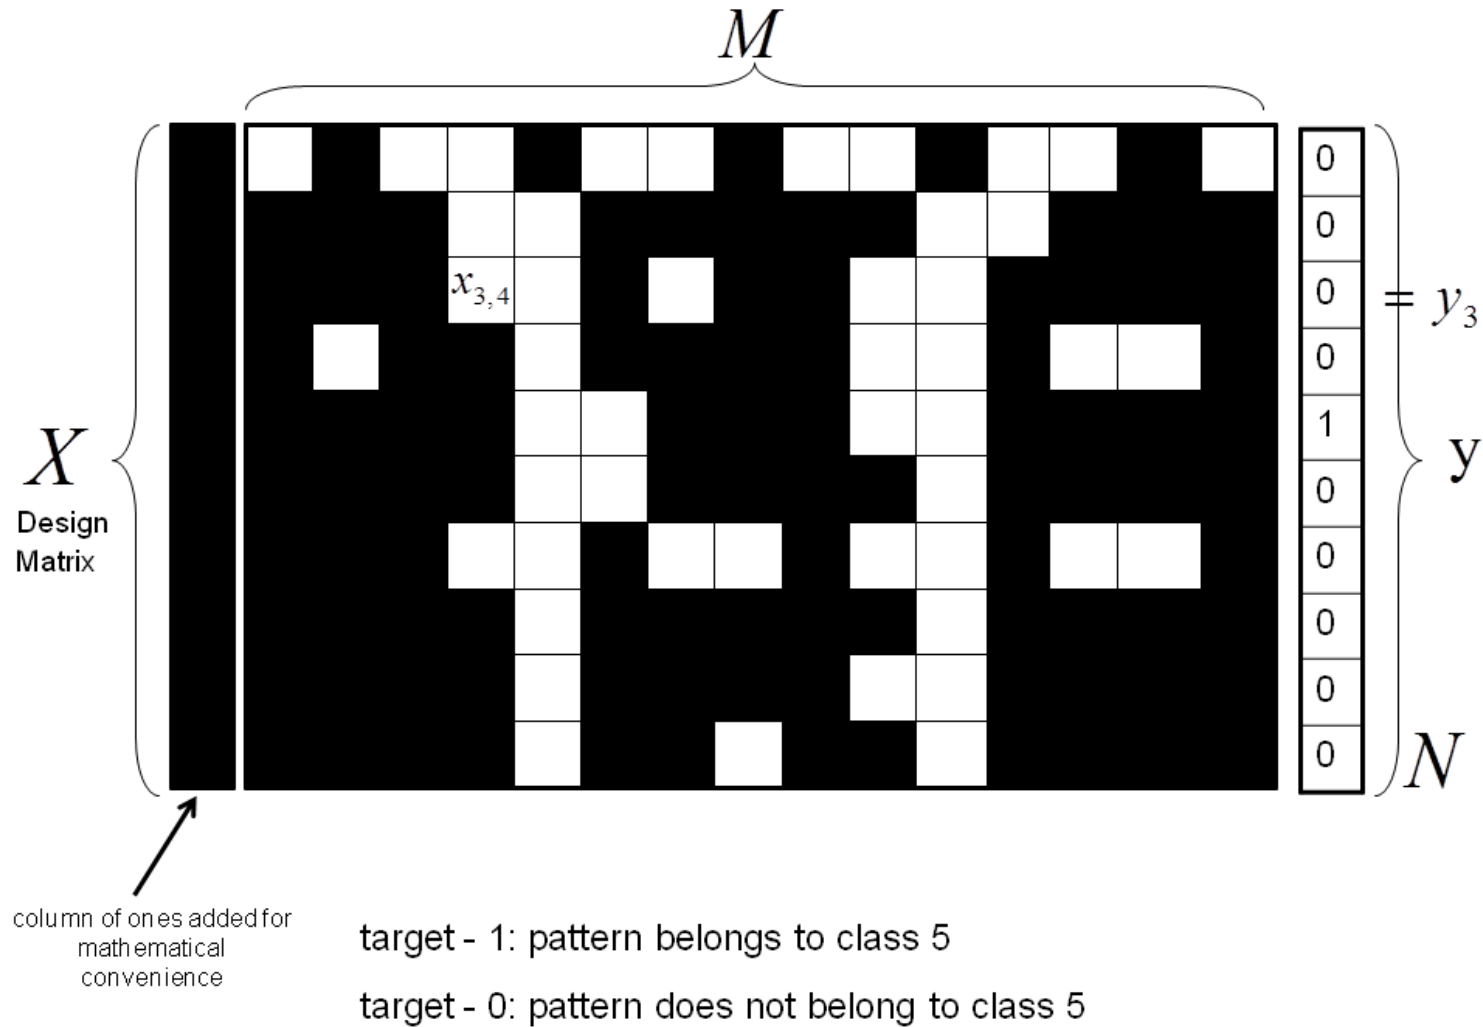 M
0
0
x3,4
0
= y3
0
1
X
y
Design
Matrix
0
0
0
0
0
N
column of ones added for
mathematical
convenience
target - 1: pattern belongs to class 5
target - 0: pattern does not belong to class 5